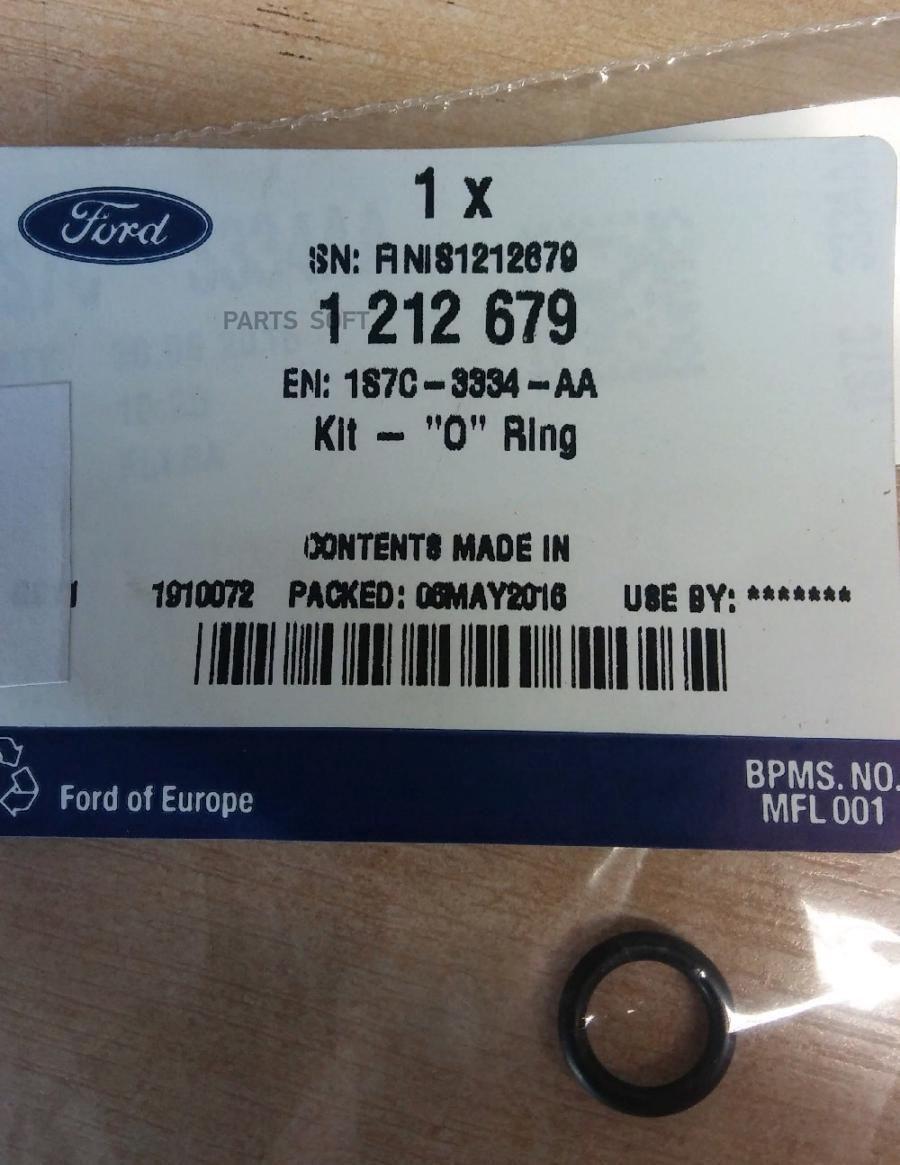 1 x
Ford
SN: FINIS1212679
PARTS SOFT
1 212 679
EN: 1S7C-3334-AA
Kit - "O" Ring
CONTENTS MADE IN
1910072 PACKED: 06MAY2016 USE BY: *******
BPMS. NO.
Ford of Europe
MFL 001